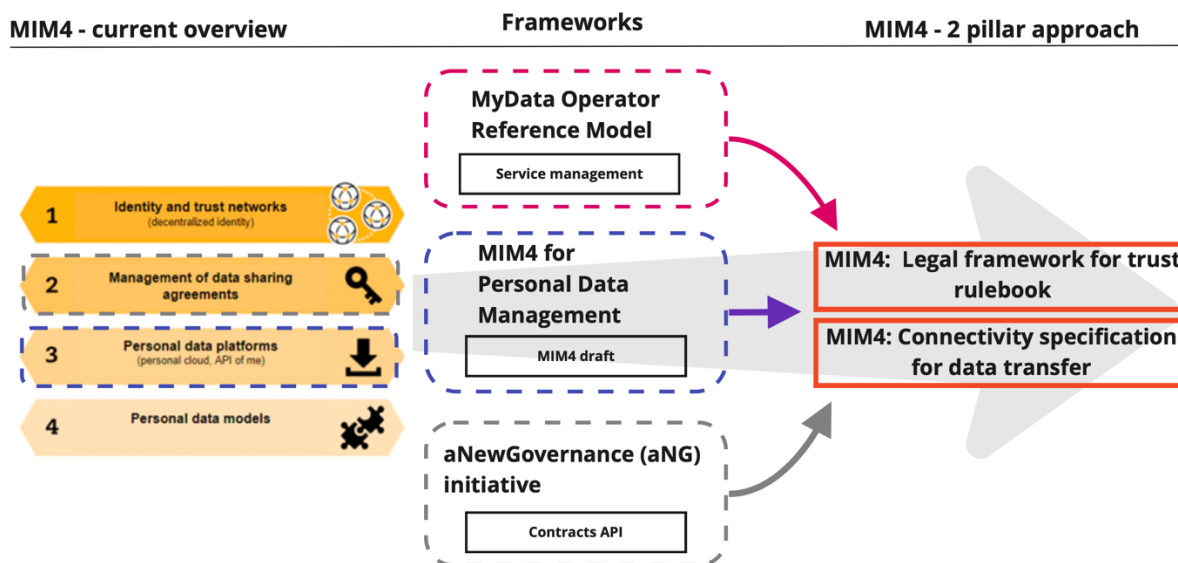 MIM4 - current overview
Frameworks
MIM4 - 2 pillar approach
1
Identity and trust networks
(decentralized identity)
2
Management of data sharing
agreements
3
Personal data platforms
(personal cloud, API of me)
4
Personal data models
MyData Operator
Reference Model
Service management
MIM4 for
Personal Data
Management
MIM4 draft
aNewGovernance (aNG)
initiative
Contracts API
MIM4: Legal framework for trust
rulebook
MIM4: Connectivity specification
for data transfer